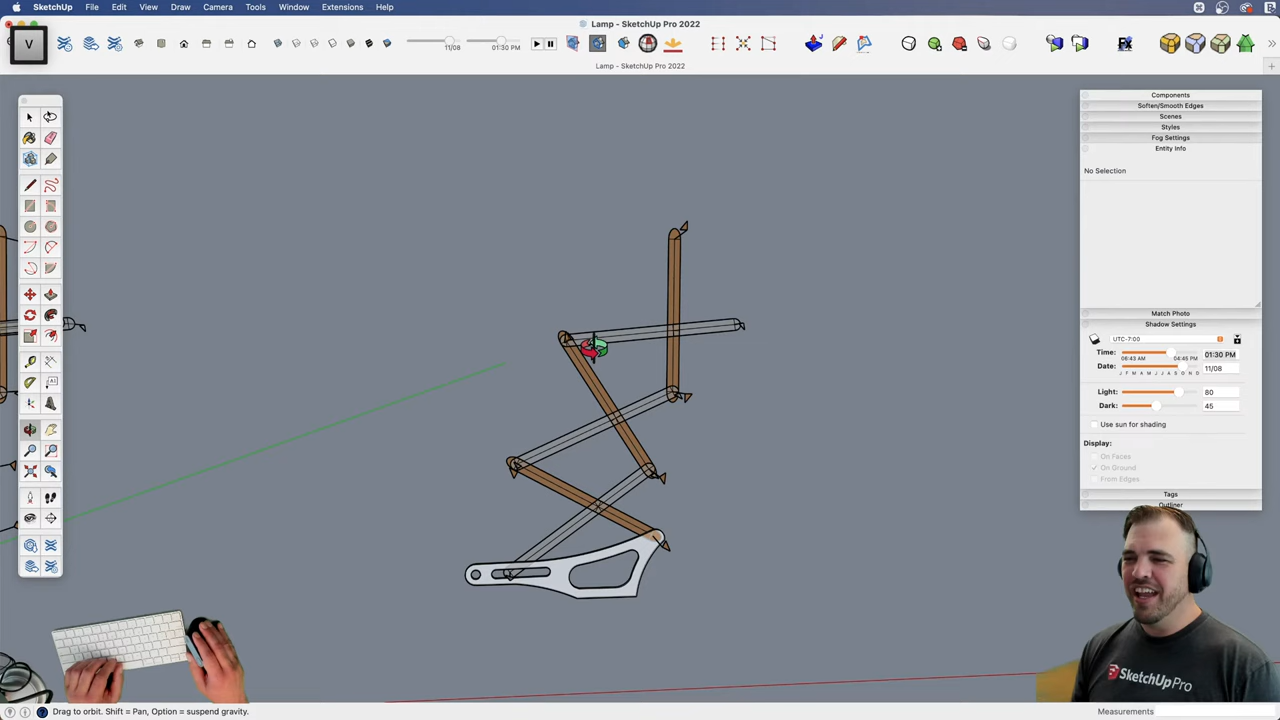 SketchUp File Edit View Draw Camera Tools Window Extensions Help
Lamp - SketchUp Pro 2022
V
11/08
01:30 PM
Fx
Lamp - SketchUp Pro 2022
Components
Soften/Smooth Edges
Scenes
Styles
Fog Settings
Entity Info
No Selection
Match Photo
Shadow Settings
UTC-7:00
Time: 01:30 PM
06:43 AM 04:45 PM
Date: 11/08
J F M A M J J A S O N D
Light: 80
Dark: 45
Use sun for shading
Display:
On Faces
On Ground
From Edges
Tags
Outliner
SketchUpPro
Drag to orbit. Shift = Pan, Option = suspend gravity.
Measurements